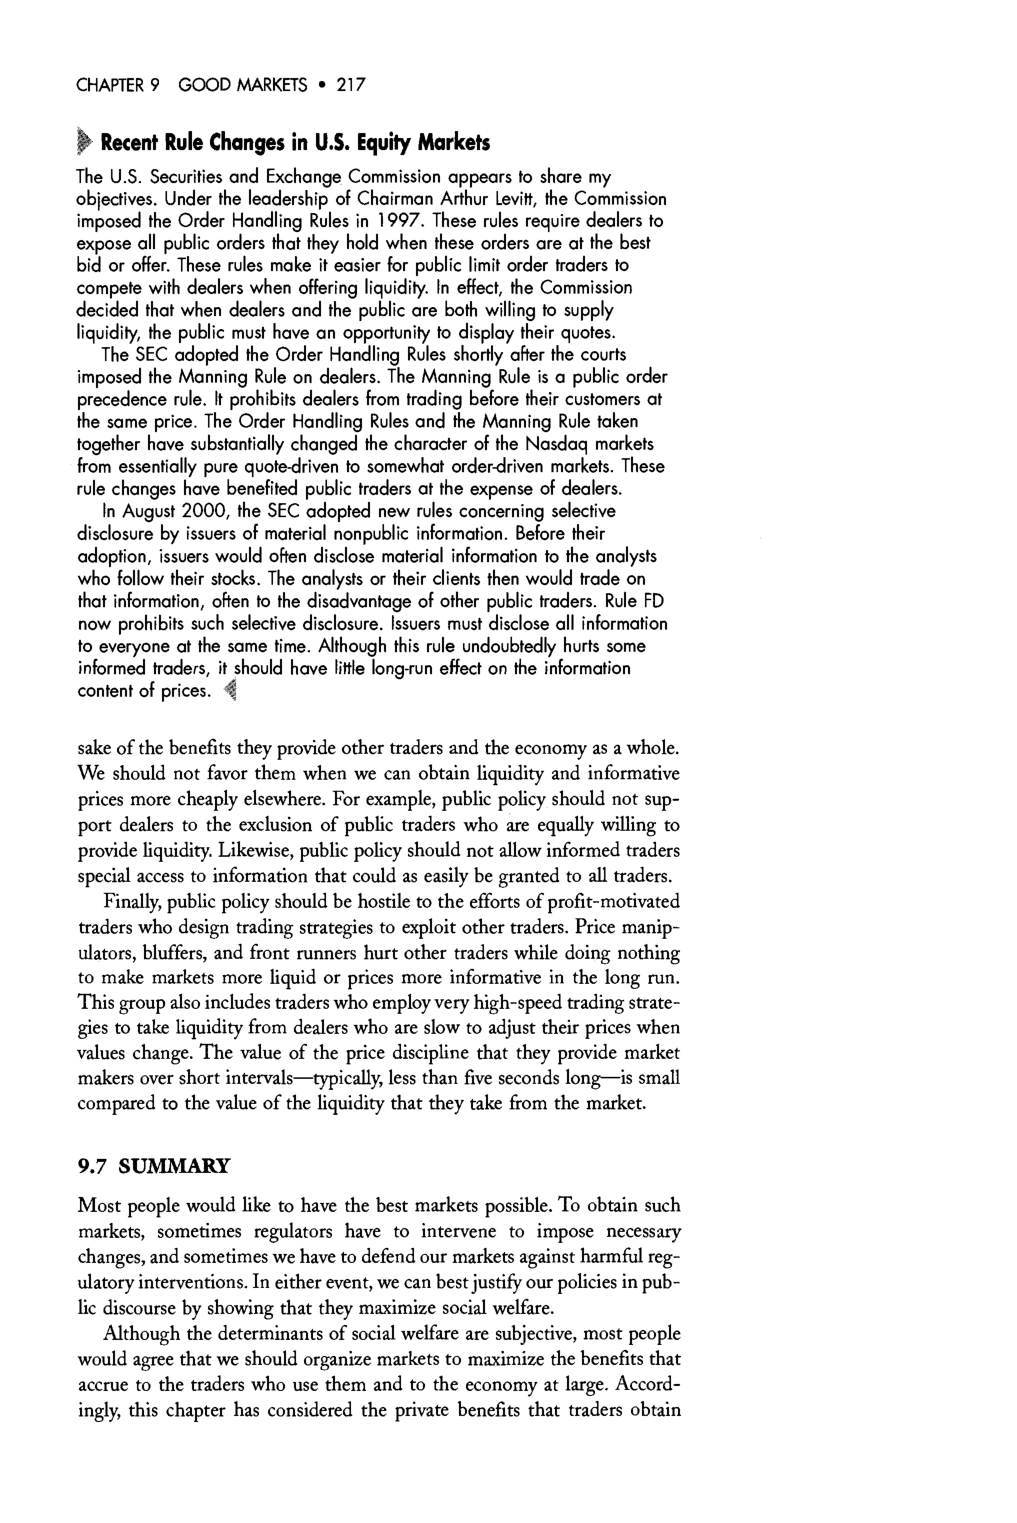 CHAPTER 9 GOOD MARKETS • 217
Recent Rule Changes in U.S. Equity Markets
The U.S. Securities and Exchange Commission appears to share my
objectives. Under the leadership of Chairman Arthur Levitt, the Commission
imposed the Order Handling Rules in 1997. These rules require dealers to
expose all public orders that they hold when these orders are at the best
bid or offer. These rules make it easier for public limit order traders to
compete with dealers when offering liquidity. In effect, the Commission
decided that when dealers and the public are both willing to supply
liquidity, the public must have an opportunity to display their quotes.
The SEC adopted the Order Handling Rules shortly after the courts
imposed the Manning Rule on dealers. The Manning Rule is a public order
precedence rule. It prohibits dealers from trading before their customers at
the same price. The Order Handling Rules and the Manning Rule taken
together have substantially changed the character of the Nasdaq markets
from essentially pure quote-driven to somewhat order-driven markets. These
rule changes have benefited public traders at the expense of dealers.
In August 2000, the SEC adopted new rules concerning selective
disclosure by issuers of material nonpublic information. Before their
adoption, issuers would often disclose material information to the analysts
who follow their stocks. The analysts or their clients then would trade on
that information, often to the disadvantage of other public traders. Rule FD
now prohibits such selective disclosure. Issuers must disclose all information
to everyone at the same time. Although this rule undoubtedly hurts some
informed traders, it should have little long-run effect on the information
content of prices.
sake of the benefits they provide other traders and the economy as a whole.
We should not favor them when we can obtain liquidity and informative
prices more cheaply elsewhere. For example, public policy should not sup-
port dealers to the exclusion of public traders who are equally willing to
provide liquidity. Likewise, public policy should not allow informed traders
special access to information that could as easily be granted to all traders.
Finally, public policy should be hostile to the efforts of profit-motivated
traders who design trading strategies to exploit other traders. Price manip-
ulators, bluffers, and front runners hurt other traders while doing nothing
to make markets more liquid or prices more informative in the long run.
This group also includes traders who employ very high-speed trading strate-
gies to take liquidity from dealers who are slow to adjust their prices when
values change. The value of the price discipline that they provide market
makers over short intervals—typically, less than five seconds long—is small
compared to the value of the liquidity that they take from the market.
9.7 SUMMARY
Most people would like to have the best markets possible. To obtain such
markets, sometimes regulators have to intervene to impose necessary
changes, and sometimes we have to defend our markets against harmful reg-
ulatory interventions. In either event, we can best justify our policies in pub-
lic discourse by showing that they maximize social welfare.
Although the determinants of social welfare are subjective, most people
would agree that we should organize markets to maximize the benefits that
accrue to the traders who use them and to the economy at large. Accord-
ingly, this chapter has considered the private benefits that traders obtain